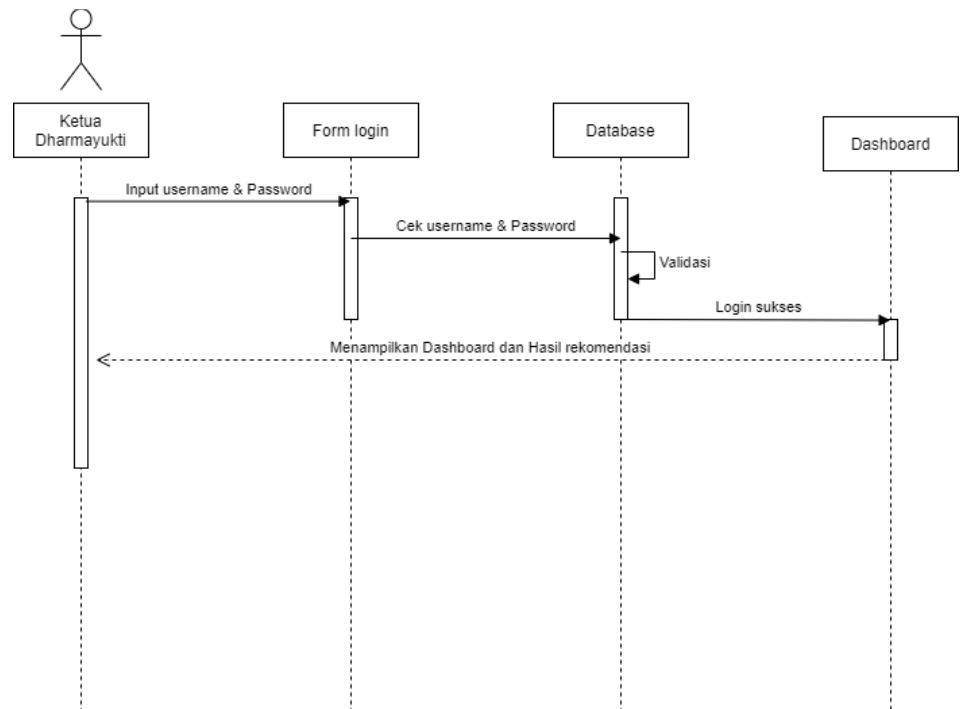 Ketua
Dharmayukti
Form login
Database
Dashboard
Input username & Password
Cek username & Password
Validasi
Login sukses
Menampilkan Dashboard dan Hasil rekomendasi